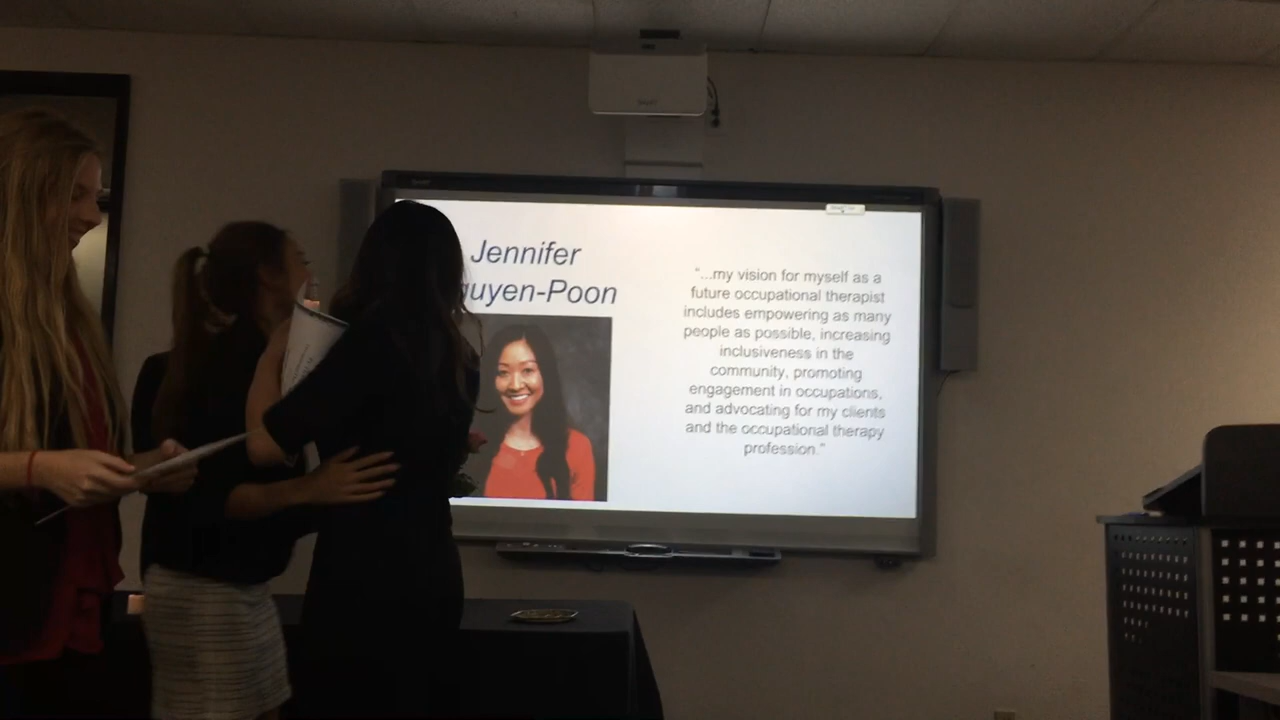 Jennifer
guyen-Poon
"...my vision for myself as a
future occupational therapist
includes empowering as many
people as possible, increasing
inclusiveness in the
community, promoting
engagement in occupations,
and advocating for my clients
and the occupational therapy
profession."